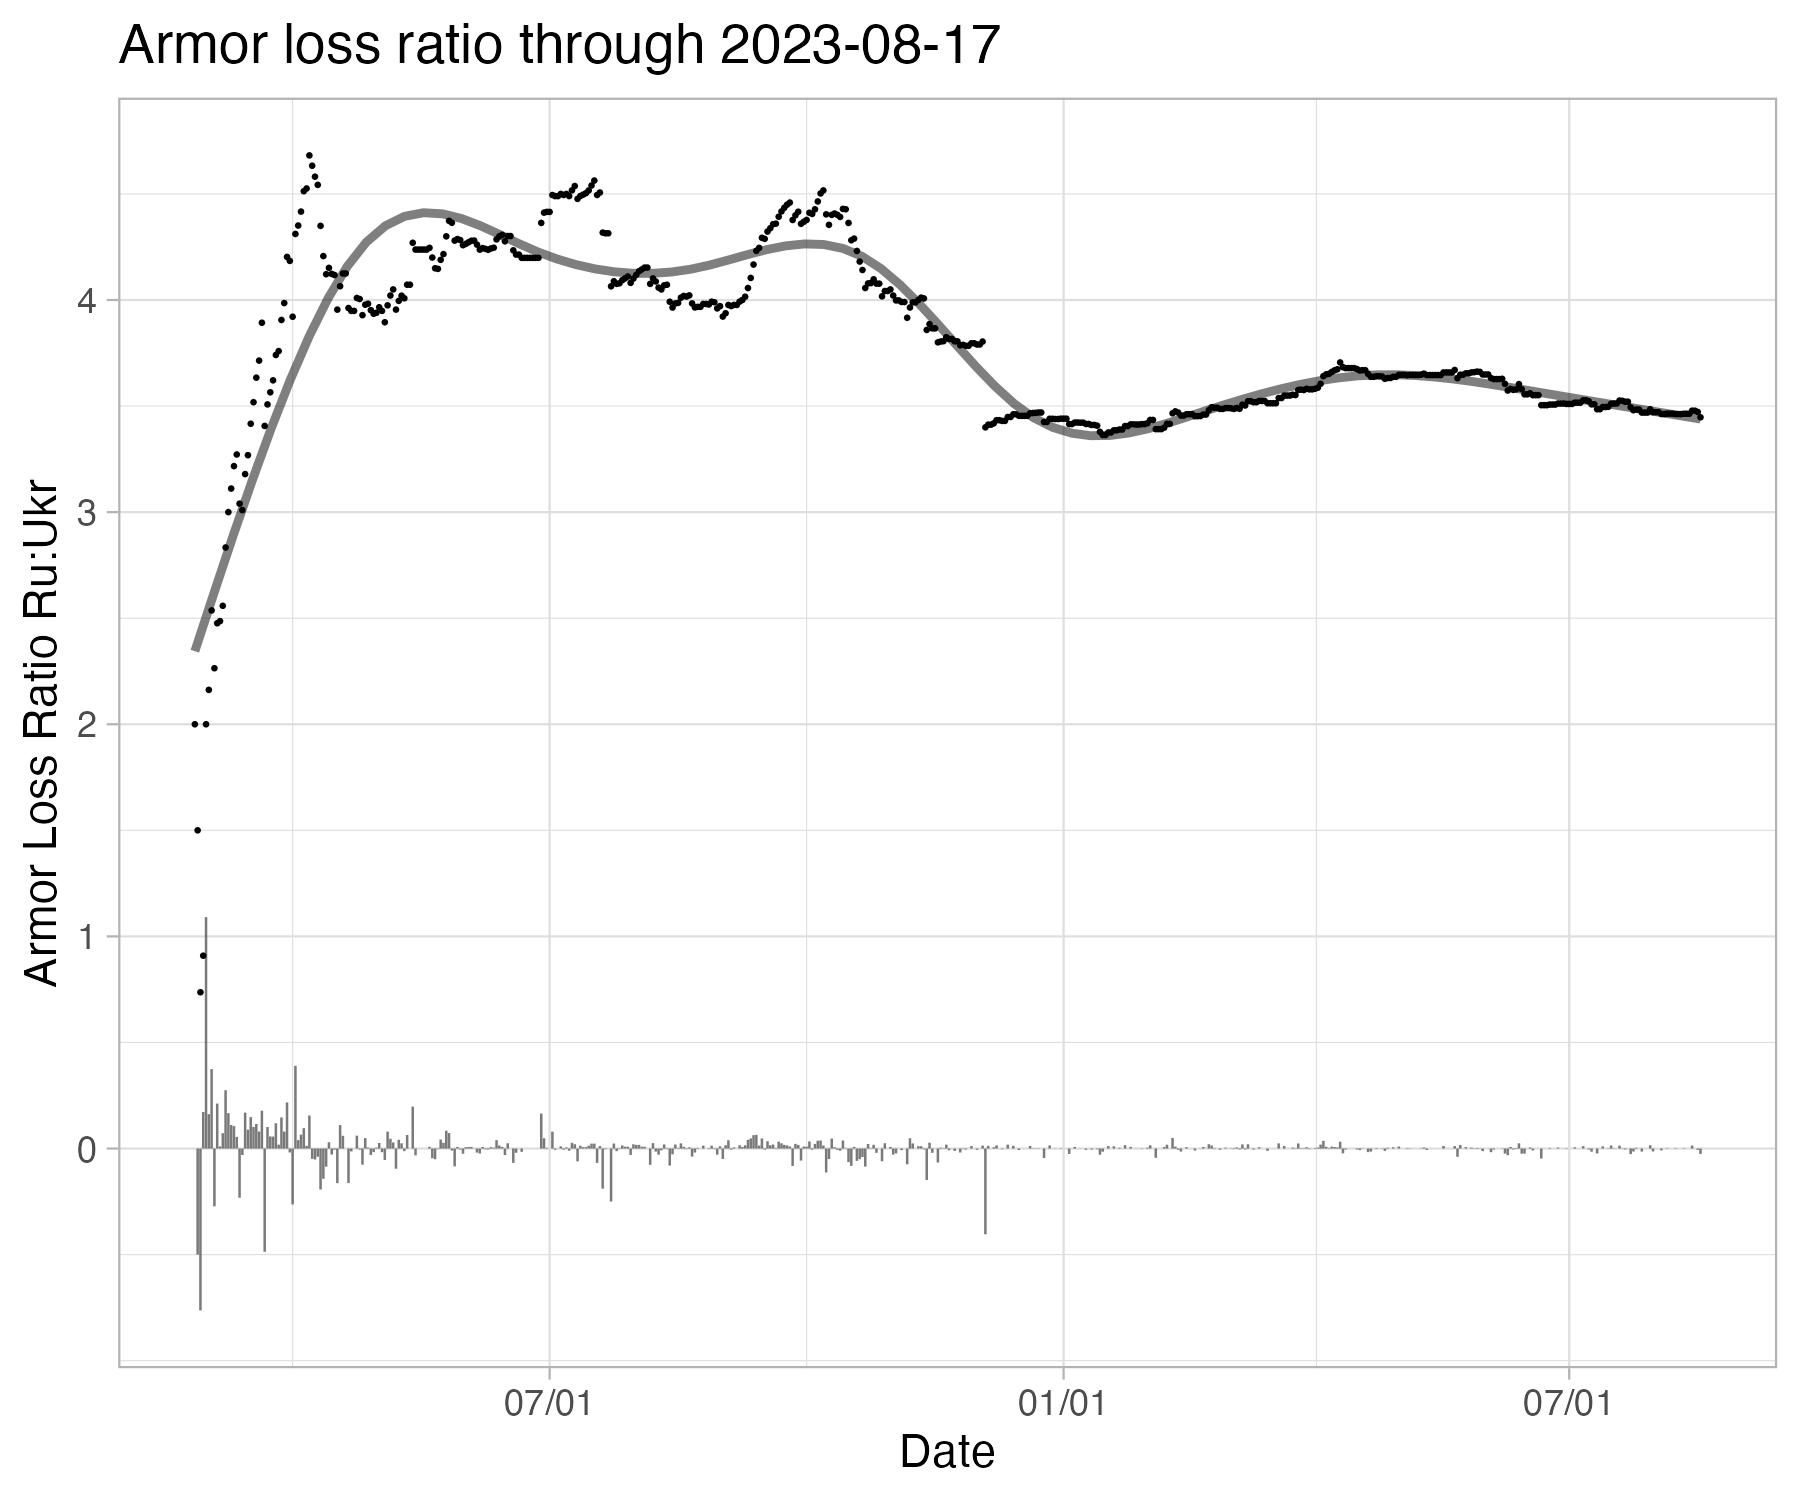 Armor loss ratio through 2023-08-17
Armor Loss Ratio Ru:Ukr
4
3
2
1
0
07/01
01/01
07/01
Date